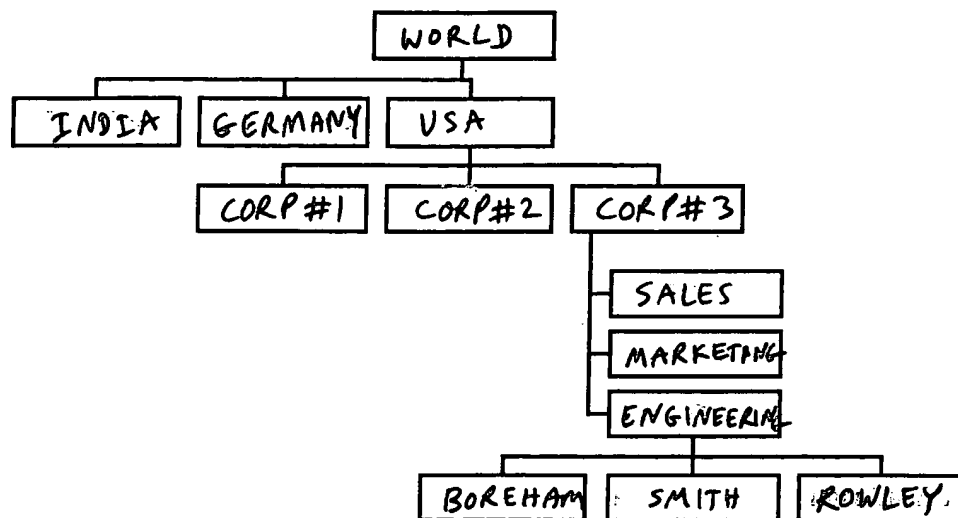 WORLD
INDIA GERMANY USA
CORP#1 CORP#2 CORP#3
SALES
MARKETING
ENGINEERING
BOREHAM SMITH ROWLEY